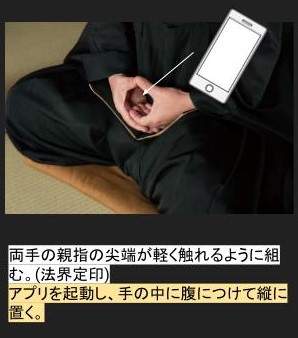 両手の親指の尖端が軽く触れるように組
む。(法界定印)
アプリを起動し、手の中に腹につけて縦に
置く。